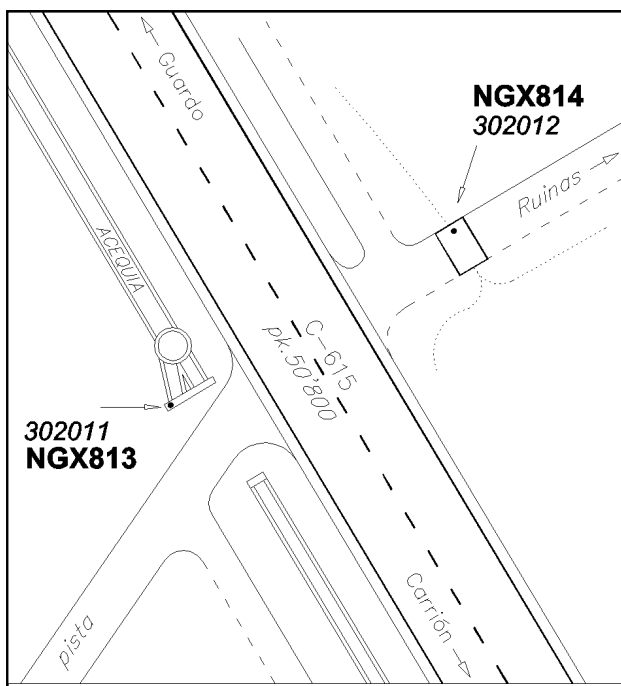 Guardo
NGX814
302012
Ruinas
ACEQUIA
C-615
pk.50'800
302011
NGX813
Carrión
pista